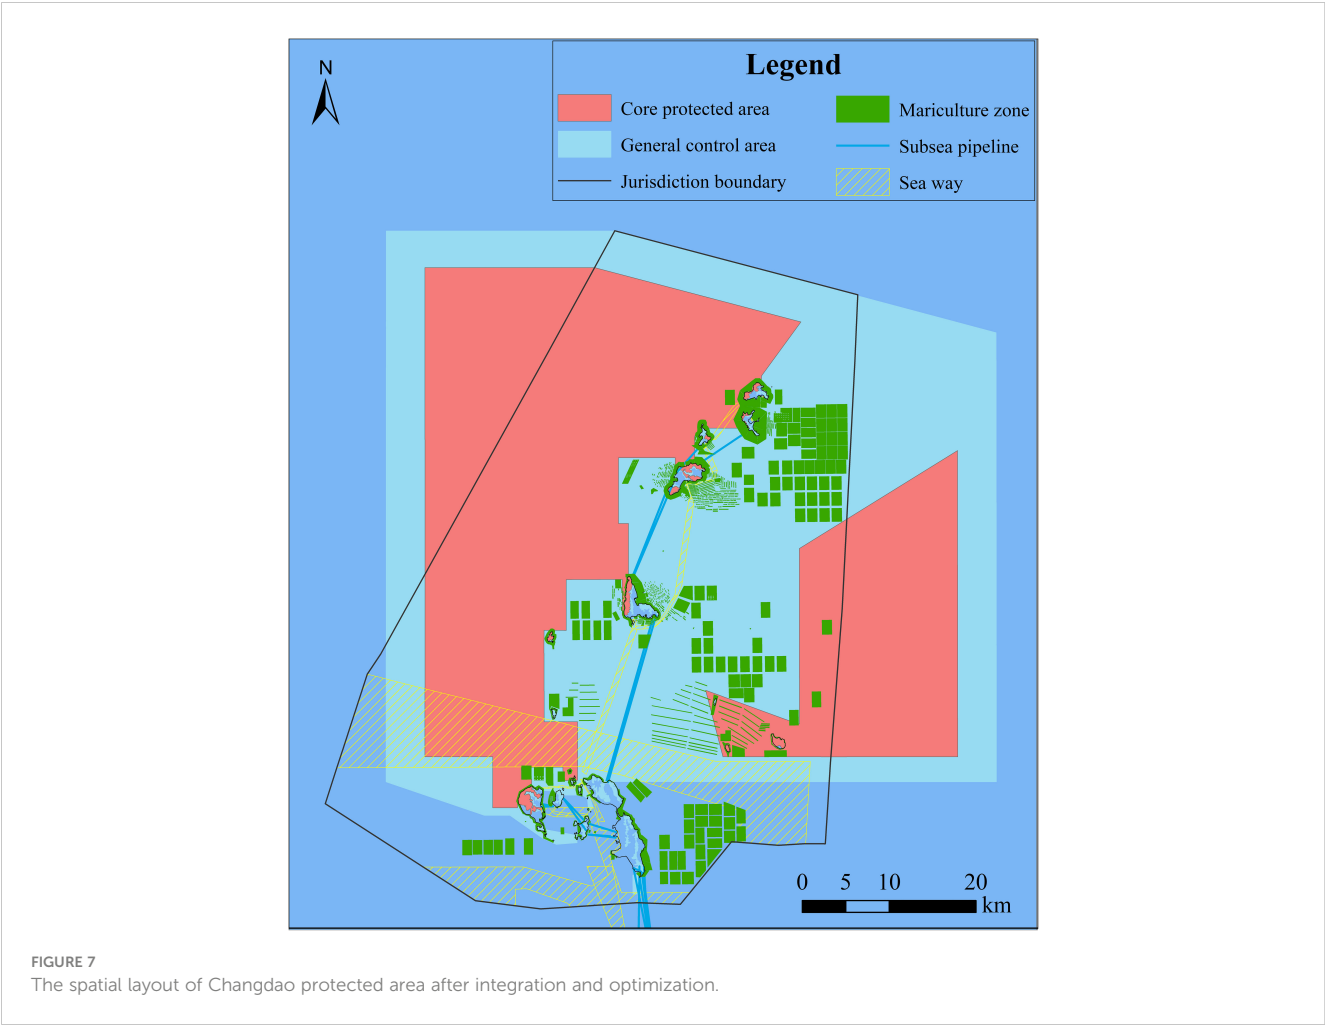 N
Legend
Core protected area
Mariculture zone
General control area
Subsea pipeline
Jurisdiction boundary
Sea way
0 5 10 20
km
FIGURE 7
The spatial layout of Changdao protected area after integration and optimization.